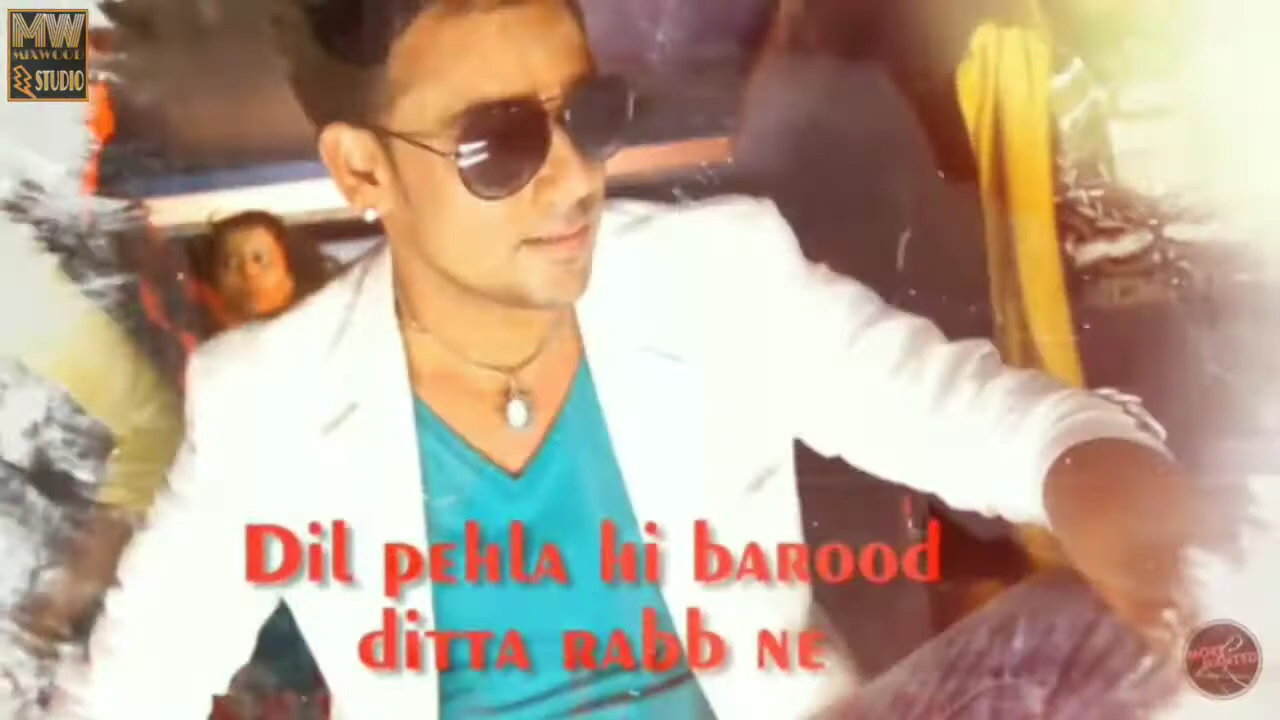 MW
MIXWOOD
STUDIO
Dil pehla hi barood
ditta rabb ne